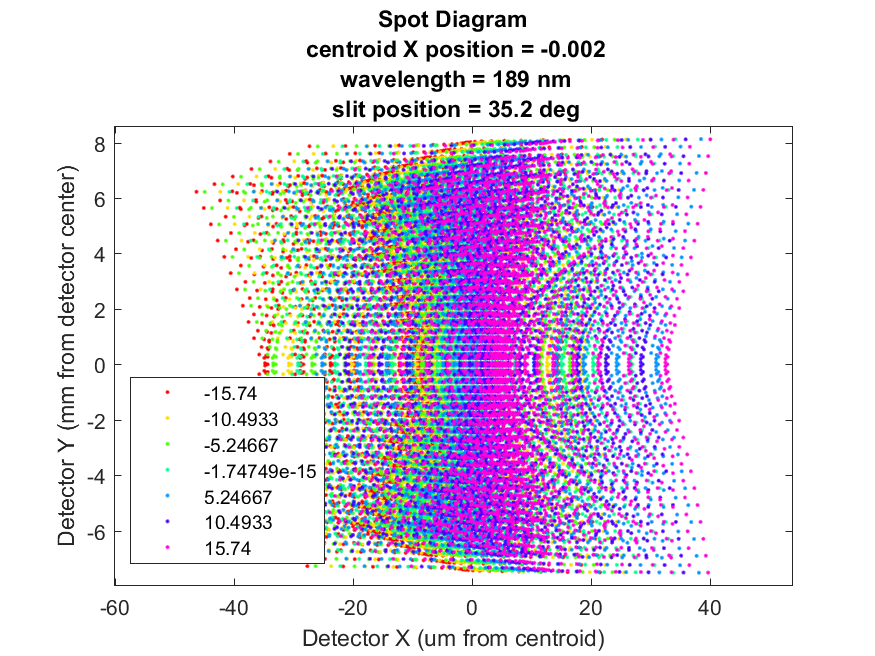 Spot Diagram
centroid X position = -0.002
wavelength = 189 nm
slit position = 35.2 deg
8
6
4
2
0
-2
-4
-6
Detector Y (mm from detector center)
-15.74
-10.4933
-5.24667
-1.74749e-15
5.24667
10.4933
15.74
-60 -40 -20 0 20 40
Detector X (um from centroid)